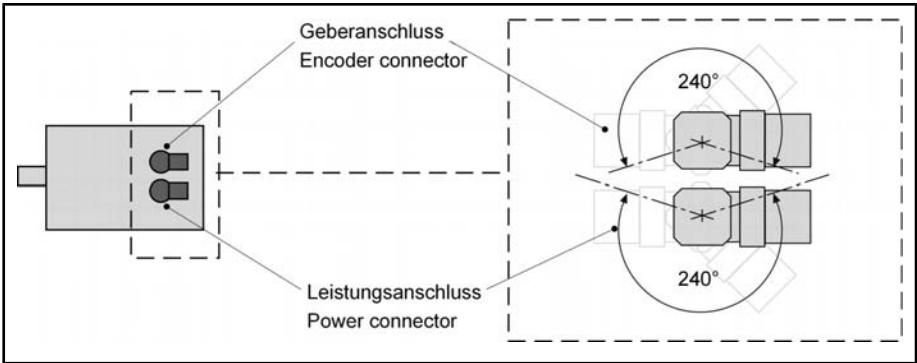 Geberanschluss
Encoder connector
240°
240°
Leistungsanschluss
Power connector